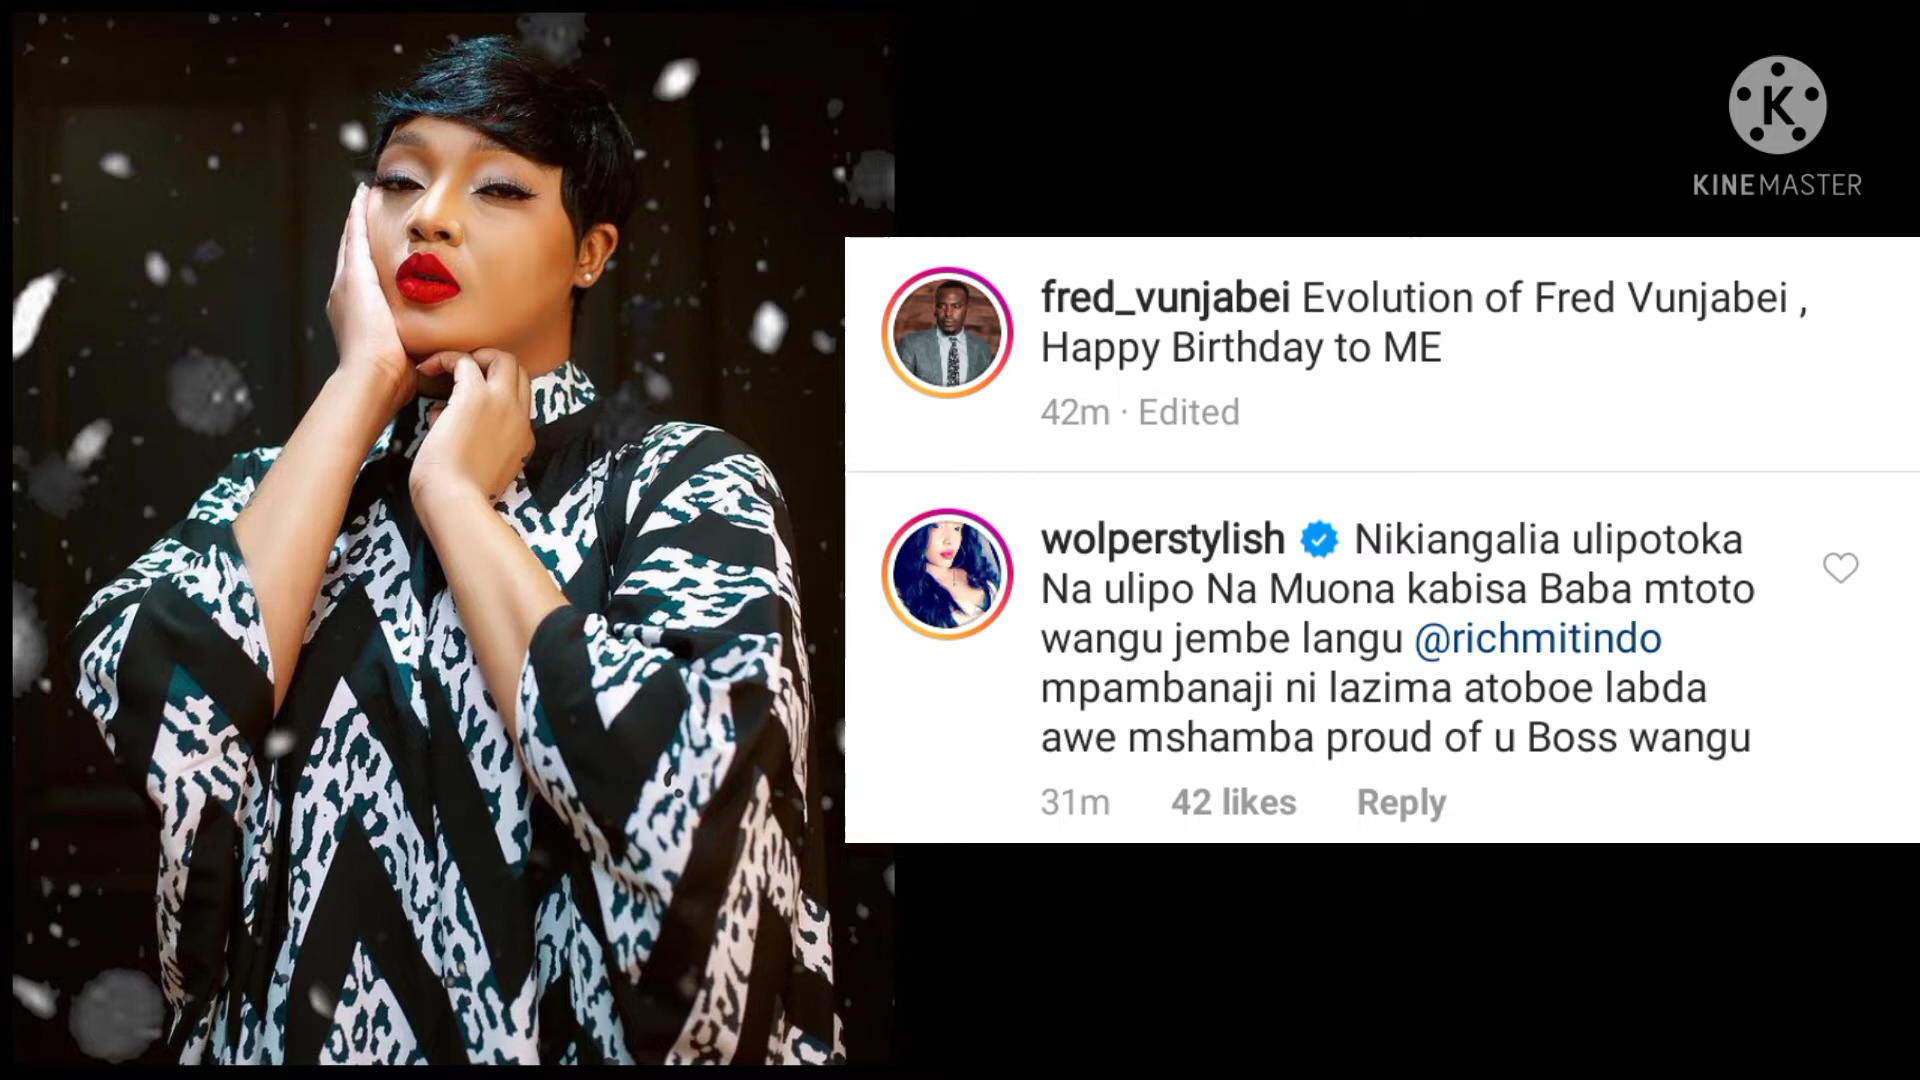 K
KINEMASTER
fred_vunjabei Evolution of Fred Vunjabei ,
Happy Birthday to ME
42m · Edited
wolperstylish Nikiangalia ulipotoka
Na ulipo Na Muona kabisa Baba mtoto
wangu jembe langu @richmitindo
mpambanaji ni lazima atoboe labda
awe mshamba proud of u Boss wangu
31m 42 likes Reply